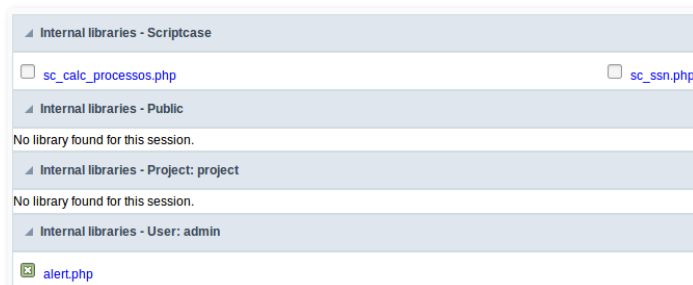 Internal libraries - Scriptcase
sc_calc_processos.php sc_ssn.php
Internal libraries - Public
No library found for this session.
Internal libraries - Project: project
No library found for this session.
Internal libraries - User: admin
alert.php